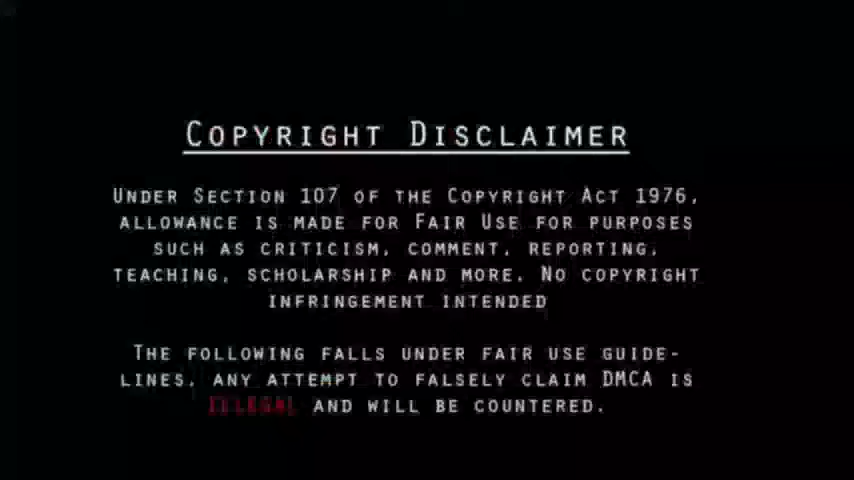 Copyright Disclaimer
Under Section 107 of the Copyright Act 1976,
allowance is made for Fair Use for purposes
such as criticism, comment, reporting,
teaching, scholarship and more. No copyright
infringement intended
The following falls under fair use guide-
lines, any attempt to falsely claim DMCA is
ILLEGAL and will be countered.